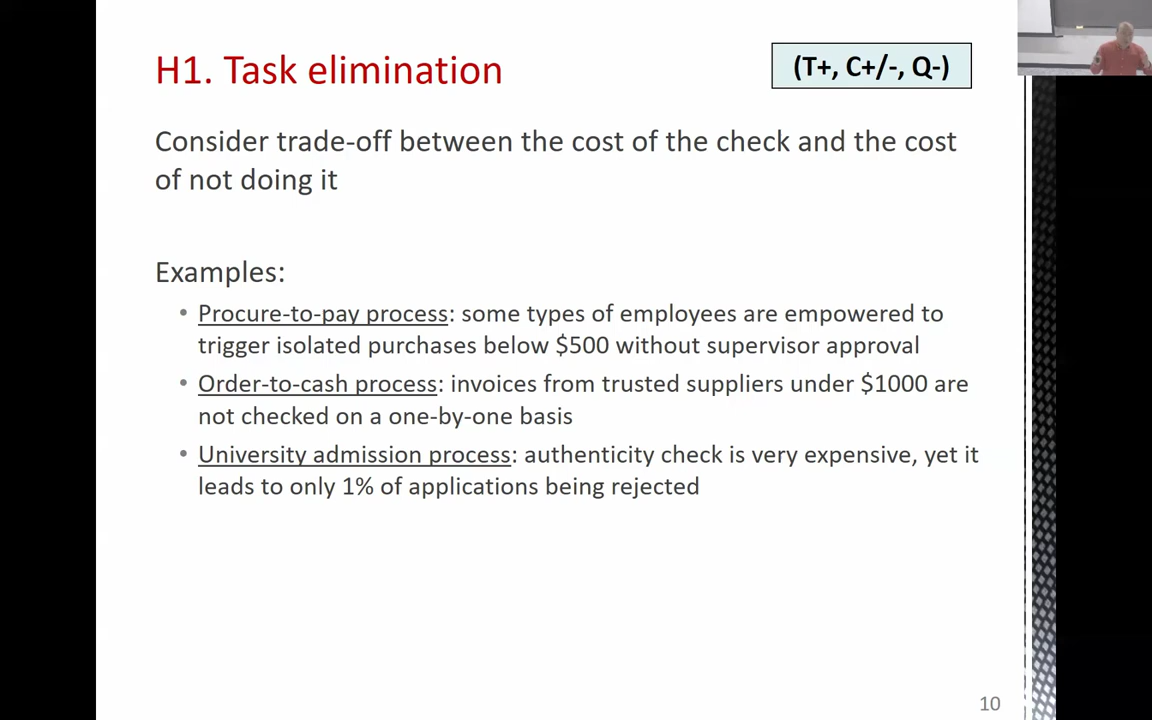 H1. Task elimination
(T+, C+/-, Q-)
Consider trade-off between the cost of the check and the cost
of not doing it
Examples:
• Procure-to-pay process: some types of employees are empowered to
trigger isolated purchases below $500 without supervisor approval
• Order-to-cash process: invoices from trusted suppliers under $1000 are
not checked on a one-by-one basis
• University admission process: authenticity check is very expensive, yet it
leads to only 1% of applications being rejected
10